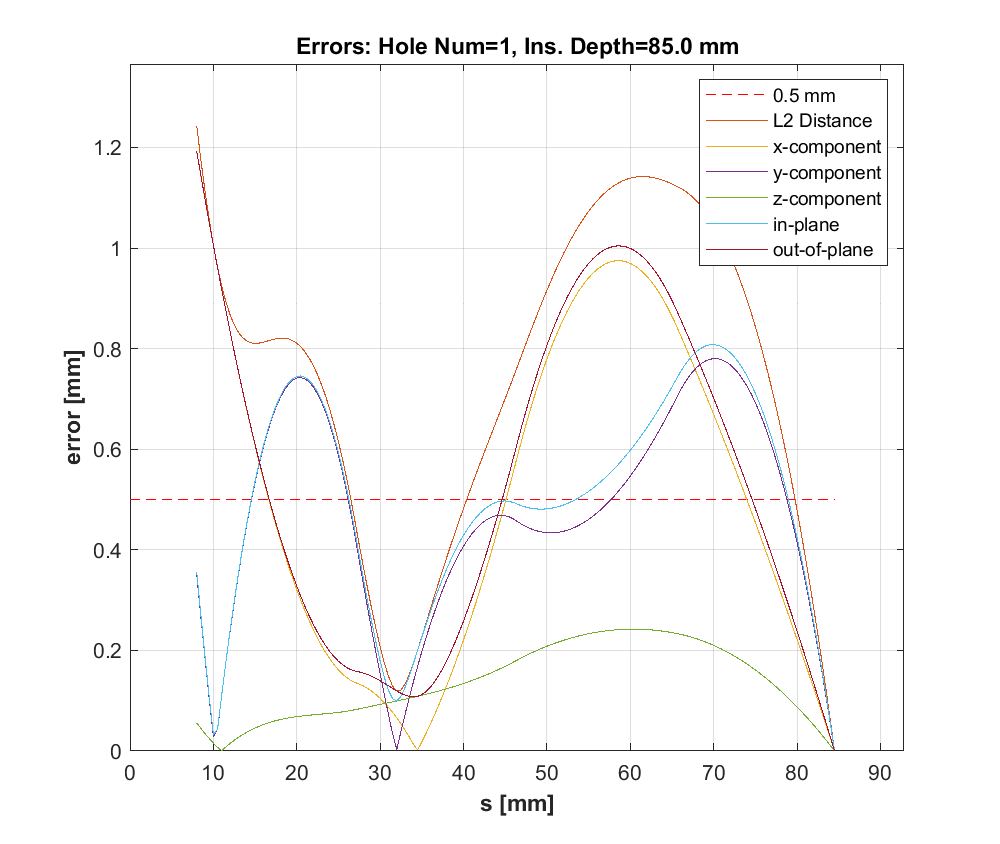 Errors: Hole Num=1, Ins. Depth=85.0 mm
0.5 mm
L2 Distance
x-component
y-component
z-component
in-plane
out-of-plane
error [mm]
1.2
1
0.8
0.6
0.4
0.2
0
0 10 20 30 40 50 60 70 80 90
s [mm]